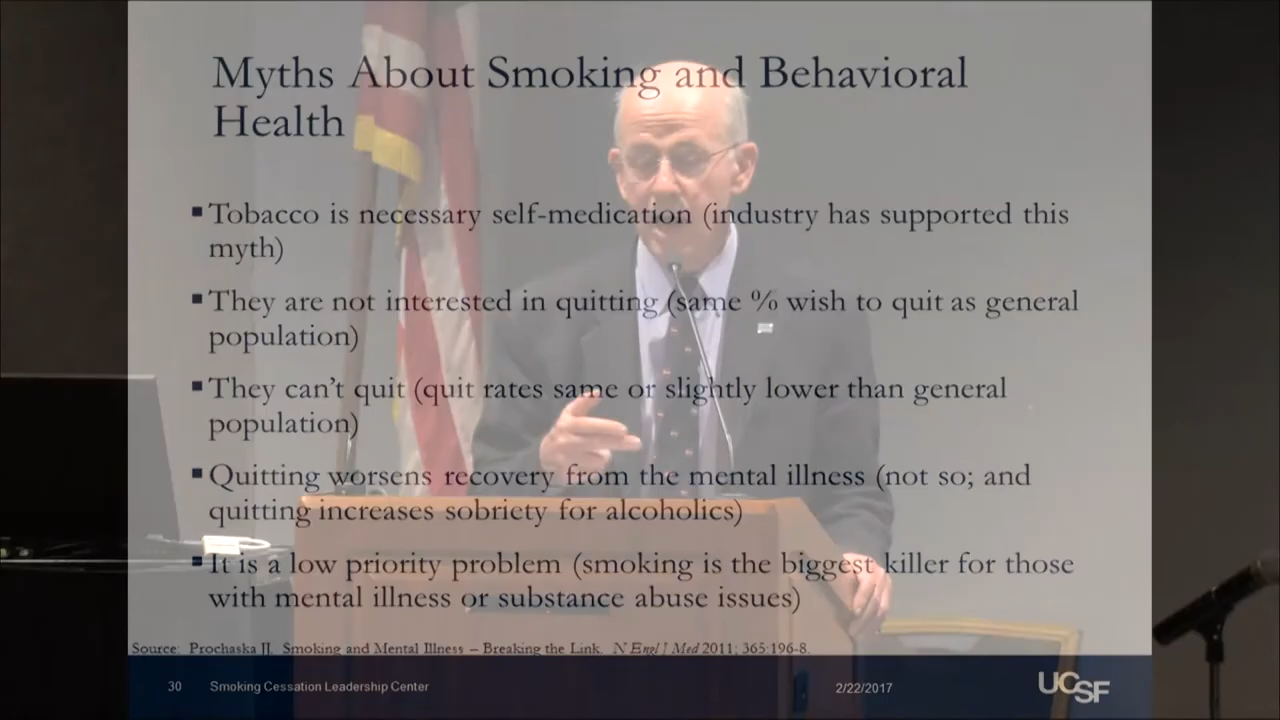 Myths About Smoking and Behavioral
Health
▪Tobacco is necessary self-medication (industry has supported this
myth)
▪They are not interested in quitting (same % wish to quit as general
population)
▪They can't quit (quit rates same or slightly lower than general
population)
▪Quitting worsens recovery from the mental illness (not so; and
quitting increases sobriety for alcoholics)
▪It is a low priority problem (smoking is the biggest killer for those
with mental illness or substance abuse issues)
Source: Prochaska JJ. Smoking and Mental Illness – Breaking the Link. N Engl J Med 2011; 365:196-8.
30 Smoking Cessation Leadership Center 2/22/2017 UCSF